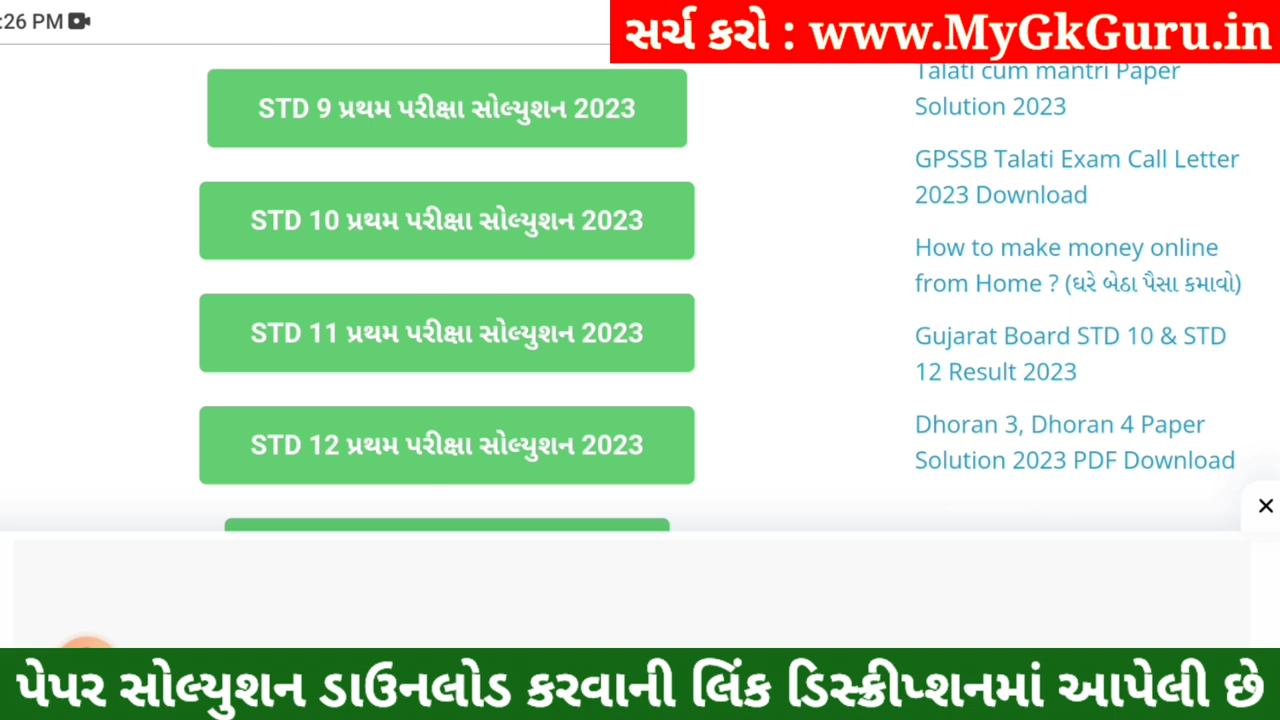 :26 PM
સર્ચ કરો : www.MyGkGuru.in
STD 9 પ્રથમ પરીક્ષા સોલ્યુશન 2023
STD 10 પ્રથમ પરીક્ષા સોલ્યુશન 2023
STD 11 પ્રથમ પરીક્ષા સોલ્યુશન 2023
STD 12 પ્રથમ પરીક્ષા સોલ્યુશન 2023
Talati cum mantri Paper
Solution 2023
GPSSB Talati Exam Call Letter
2023 Download
How to make money online
from Home ? (ઘરે બેઠા પૈસા કમાવો)
Gujarat Board STD 10 & STD
12 Result 2023
Dhoran 3, Dhoran 4 Paper
Solution 2023 PDF Download
પેપર સોલ્યુશન ડાઉનલોડ કરવાની લિંક ડિસ્ક્રીપ્શનમાં આપેલી છે